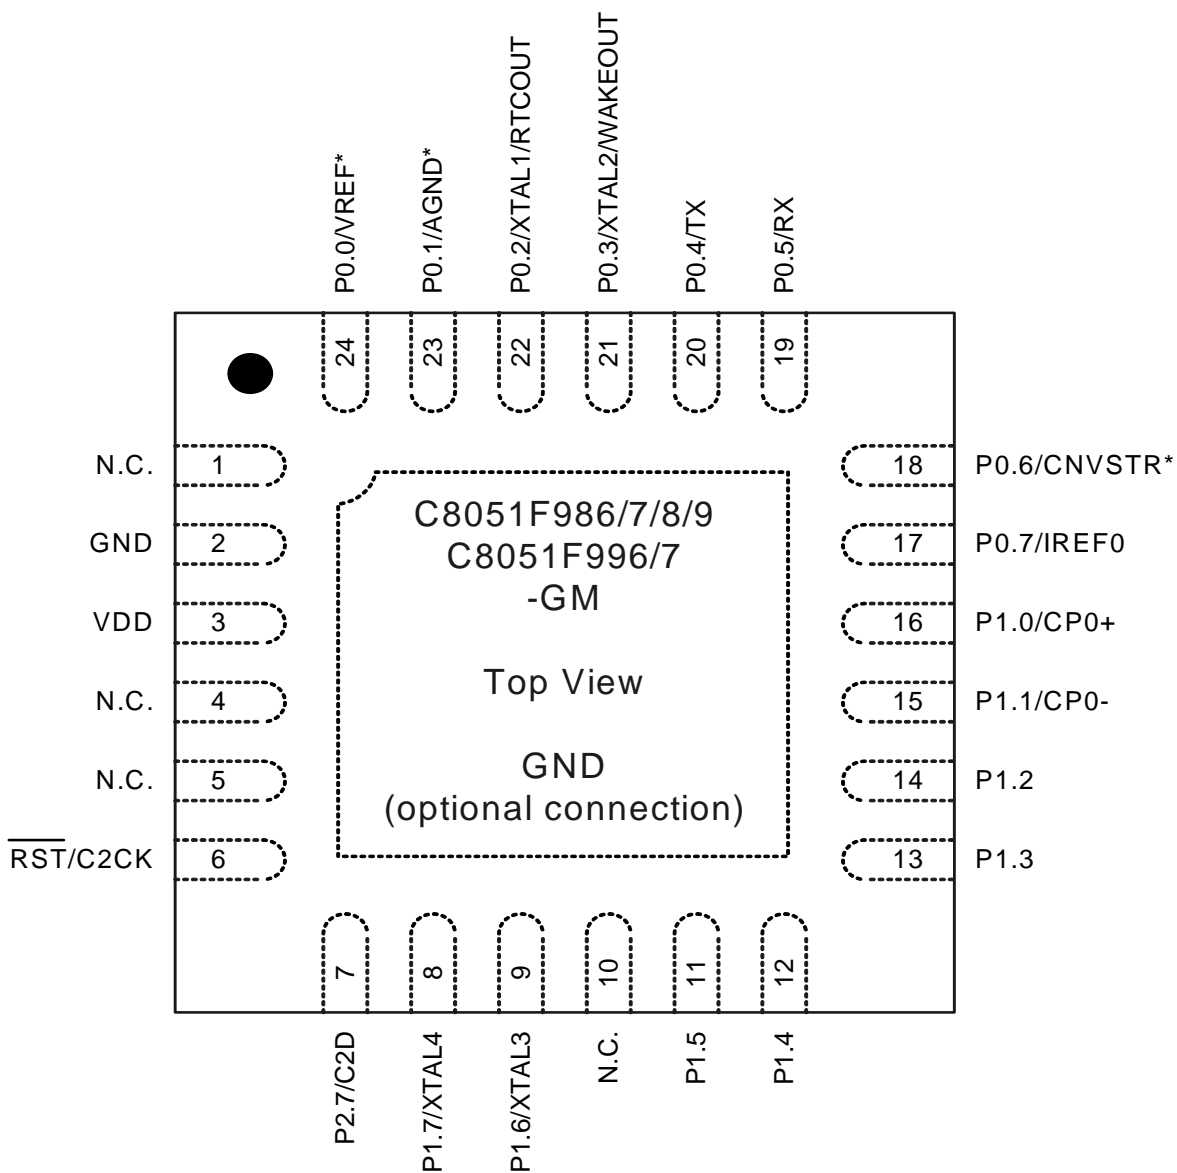 P0.0/VREF*
P0.1/AGND*
P0.2/XTAL1/RTCOUT
P0.3/XTAL2/WAKEOUT
P0.4/TX
P0.5/RX
24
23
22
21
20
19
N.C.
1
GND
2
VDD
3
N.C.
4
N.C.
5
RST/C2CK
6
C8051F986/7/8/9
C8051F996/7
-GM
Top View
GND
(optional connection)
18
P0.6/CNVSTR*
17
P0.7/IREF0
16
P1.0/CP0+
15
P1.1/CP0-
14
P1.2
13
P1.3
7
8
9
10
11
12
P2.7/C2D
P1.7/XTAL4
P1.6/XTAL3
N.C.
P1.5
P1.4